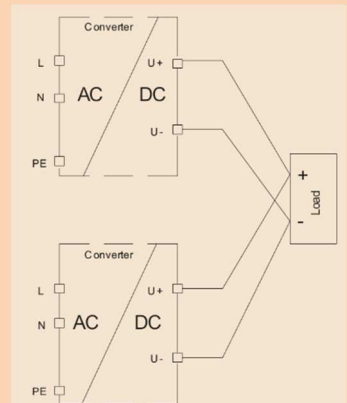 Converter
L
U+
N
AC DC
U-
PE
+
-
Load
Converter
L
U+
N
AC DC
U-
PE